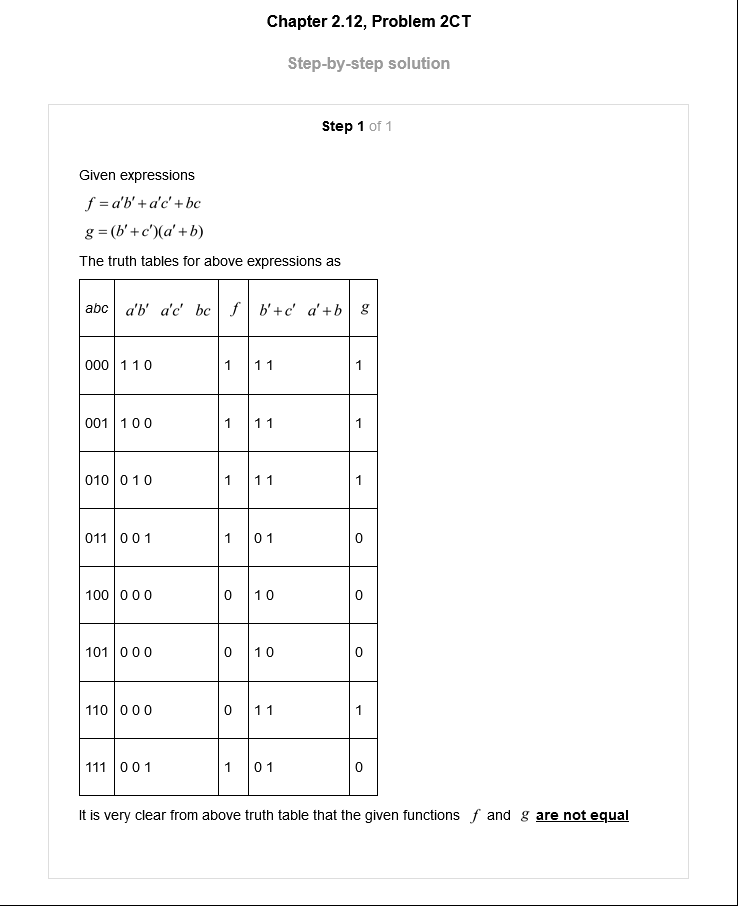 Chapter 2.12, Problem 2CT
Step-by-step solution
Step 1 of 1
Given expressions
f = a′b′ + a′c′ + bc
g = (b′ + c′)(a′ + b)
The truth tables for above expressions as
abc a′b′ a′c′ bc f b′ + c′ a′ + b g
000 1 1 0 1 1 1 1
001 1 0 0 1 1 1 1
010 0 1 0 1 1 1 1
011 0 0 1 1 0 1 0
100 0 0 0 0 1 0 0
101 0 0 0 0 1 0 0
110 0 0 0 0 1 1 1
111 0 0 1 1 0 1 0
It is very clear from above truth table that the given functions f and g are not equal